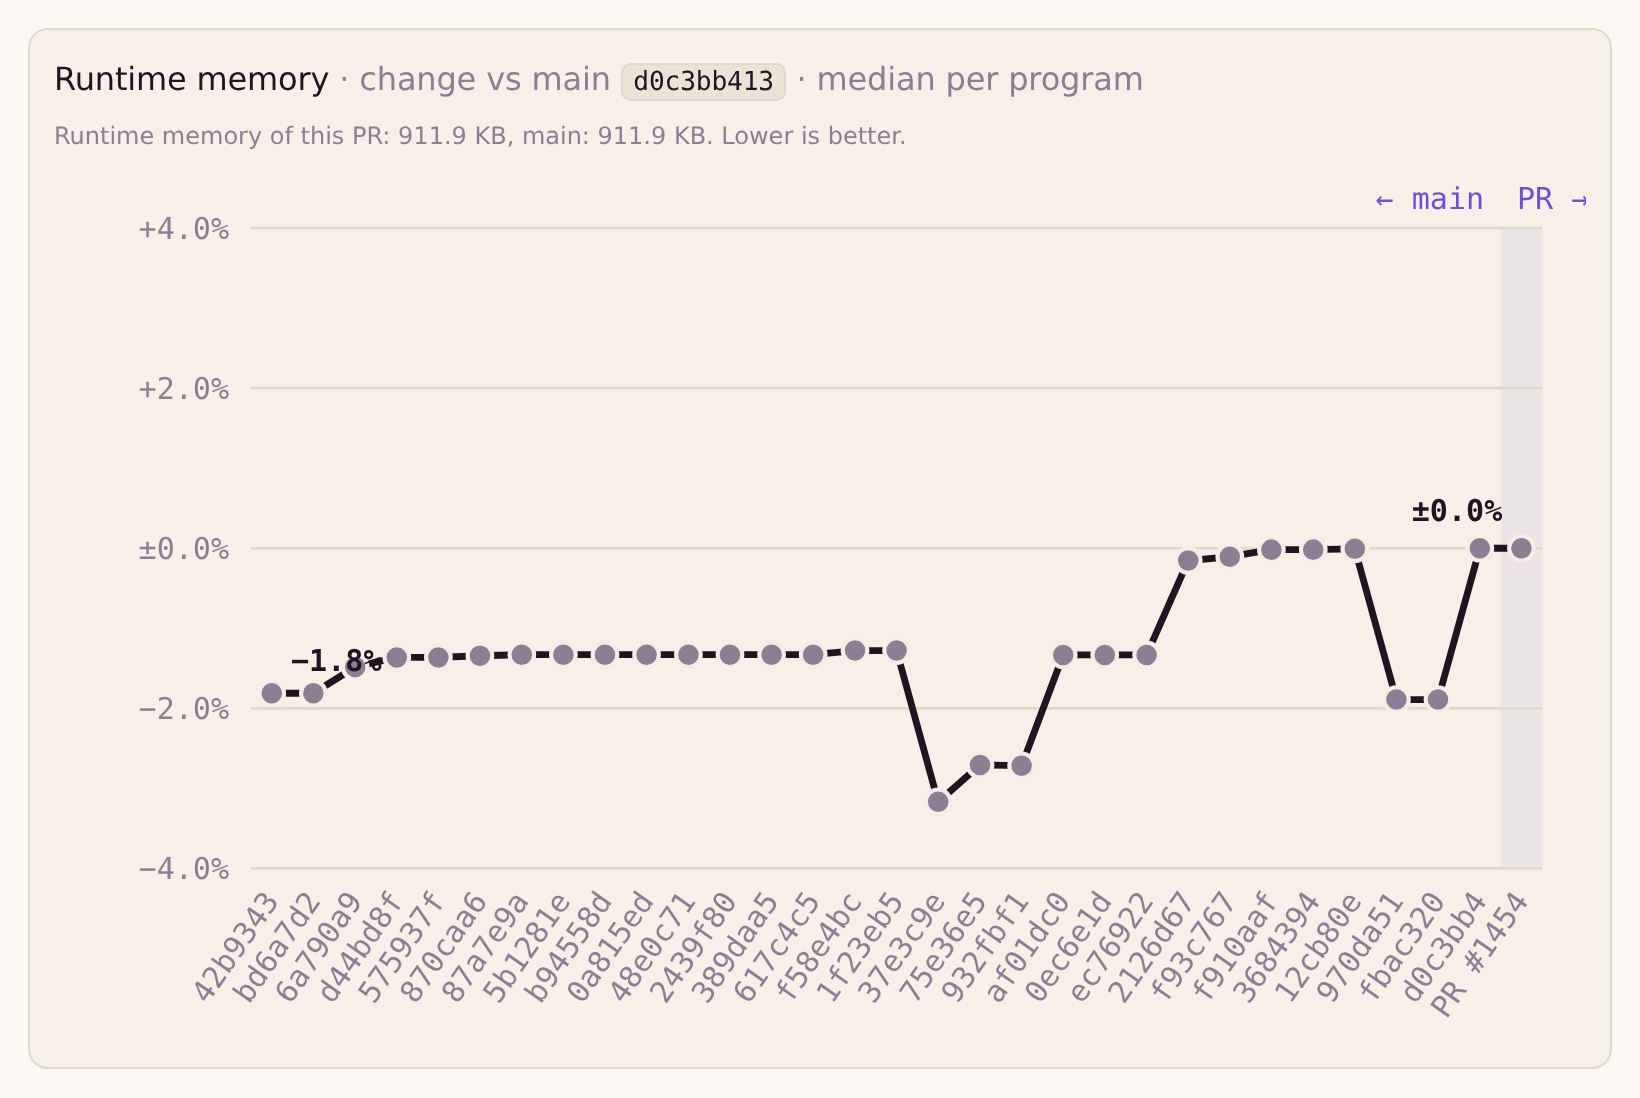 Runtime memory · change vs main d0c3bb413 · median per program
Runtime memory of this PR: 911.9 KB, main: 911.9 KB. Lower is better.
← main PR →
+4.0%
+2.0%
±0.0%
±0.0%
−1.8%
−2.0%
−4.0%
42b9343
bd6a7d2
6a790a9
d44bd8f
575937f
870caa6
87a7e9a
5b1281e
b94558d
0a815ed
48e0c71
2439f80
389daa5
617c4c5
f58e4bc
1f23eb5
37e3c9e
75e36e5
932fbf1
af01dc0
0ec6e1d
ec76922
2126d67
f93c767
f910aaf
3684394
12cb80e
970da51
fbac320
d0c3bb4
PR #1454